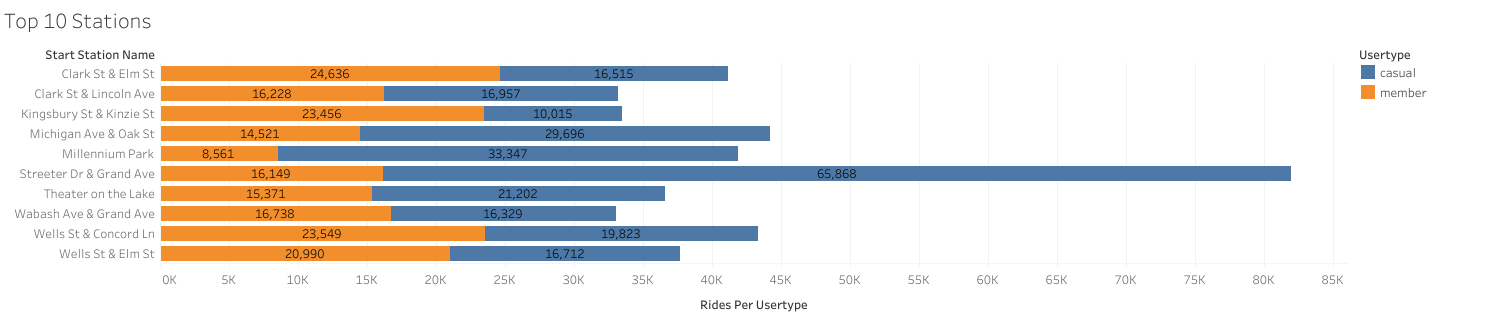 Top 10 Stations
Start Station Name
Usertype
casual
member
Clark St & Elm St 24,636 16,515
Clark St & Lincoln Ave 16,228 16,957
Kingsbury St & Kinzie St 23,456 10,015
Michigan Ave & Oak St 14,521 29,696
Millennium Park 8,561 33,347
Streeter Dr & Grand Ave 16,149 65,868
Theater on the Lake 15,371 21,202
Wabash Ave & Grand Ave 16,738 16,329
Wells St & Concord Ln 23,549 19,823
Wells St & Elm St 20,990 16,712
0K 5K 10K 15K 20K 25K 30K 35K 40K 45K 50K 55K 60K 65K 70K 75K 80K 85K
Rides Per Usertype